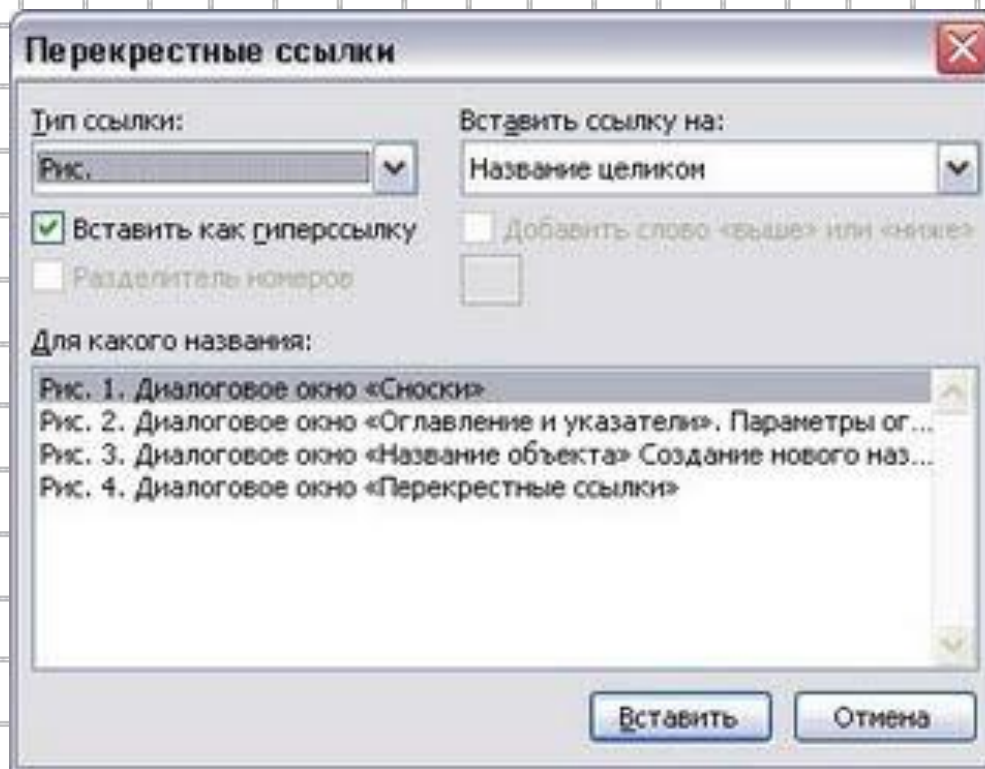 Перекрестные ссылки
Тип ссылки:
Вставить ссылку на:
Рис.
Название целиком
Вставить как гиперссылку
Добавить слово «выше» или «ниже»
Разделитель номеров
Для какого названия:
Рис. 1. Диалоговое окно «Сноски»
Рис. 2. Диалоговое окно «Оглавление и указатели». Параметры ог...
Рис. 3. Диалоговое окно «Название объекта» Создание нового наз...
Рис. 4. Диалоговое окно «Перекрестные ссылки»
Вставить
Отмена